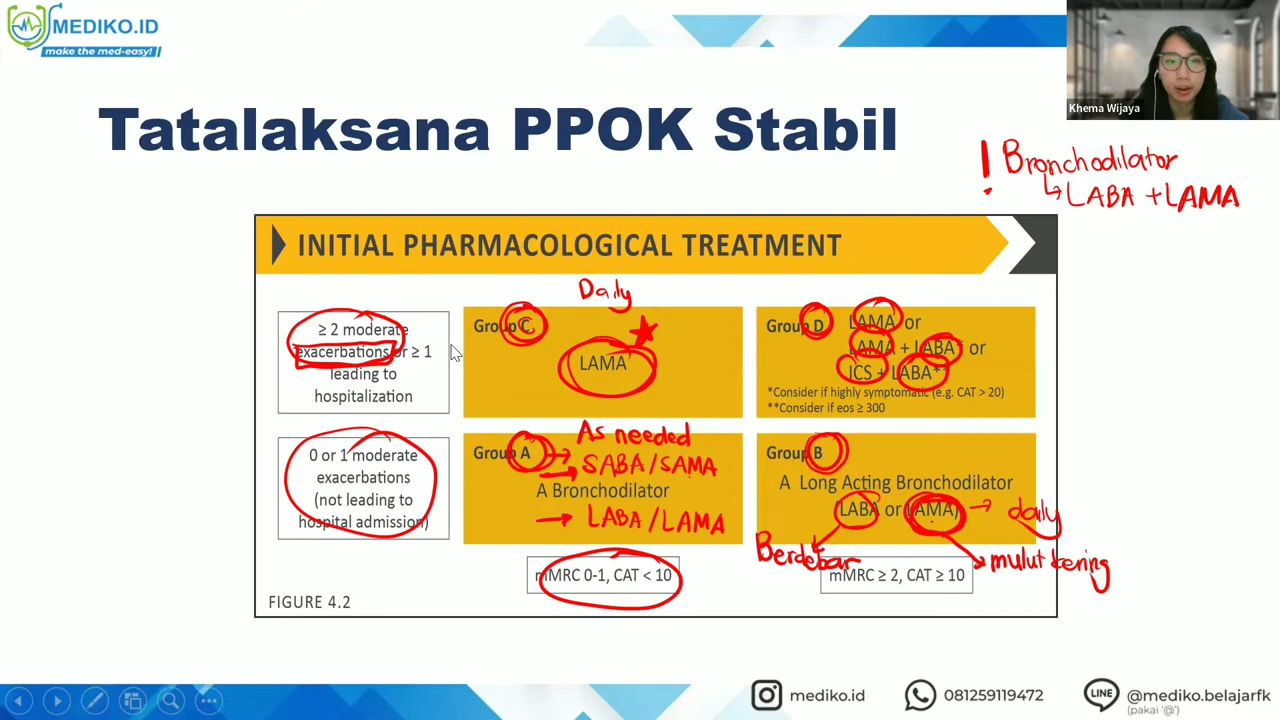 MEDIKO.ID
make the med-easy!
Khema Wijaya
Tatalaksana PPOK Stabil
! Bronchodilator
↳ LABA + LAMA
INITIAL PHARMACOLOGICAL TREATMENT
≥ 2 moderate
exacerbations or ≥ 1
leading to
hospitalization
Daily
Group C
LAMA
Group D
LAMA or
LAMA + LABA* or
ICS + LABA**
*Consider if highly symptomatic (e.g. CAT > 20)
**Consider if eos ≥ 300
0 or 1 moderate
exacerbations
(not leading to
hospital admission)
Group A
→ As needed
→ SABA/SAMA
A Bronchodilator
→ LABA/LAMA
Group B
A Long Acting Bronchodilator
(LABA or LAMA)
→ daily
Berdebar
→ mulut kering
mMRC 0-1, CAT < 10
mMRC ≥ 2, CAT ≥ 10
FIGURE 4.2
mediko.id
081259119472
LINE
@mediko.belajarfk
(pakai '@')